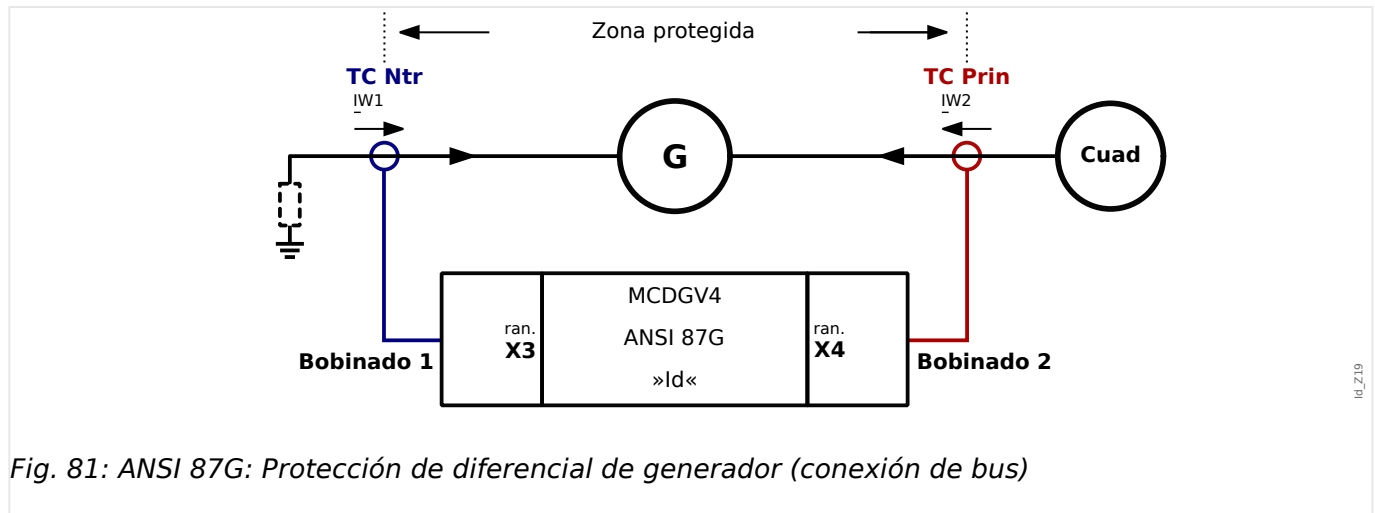 Zona protegida
TC Ntr
TC Prin
IW1
IW2
G
Cuad
MCDGV4
ran.
X3
ANSI 87G
ran.
X4
Bobinado 1
»Id«
Bobinado 2
Id_Z19
Fig. 81: ANSI 87G: Protección de diferencial de generador (conexión de bus)